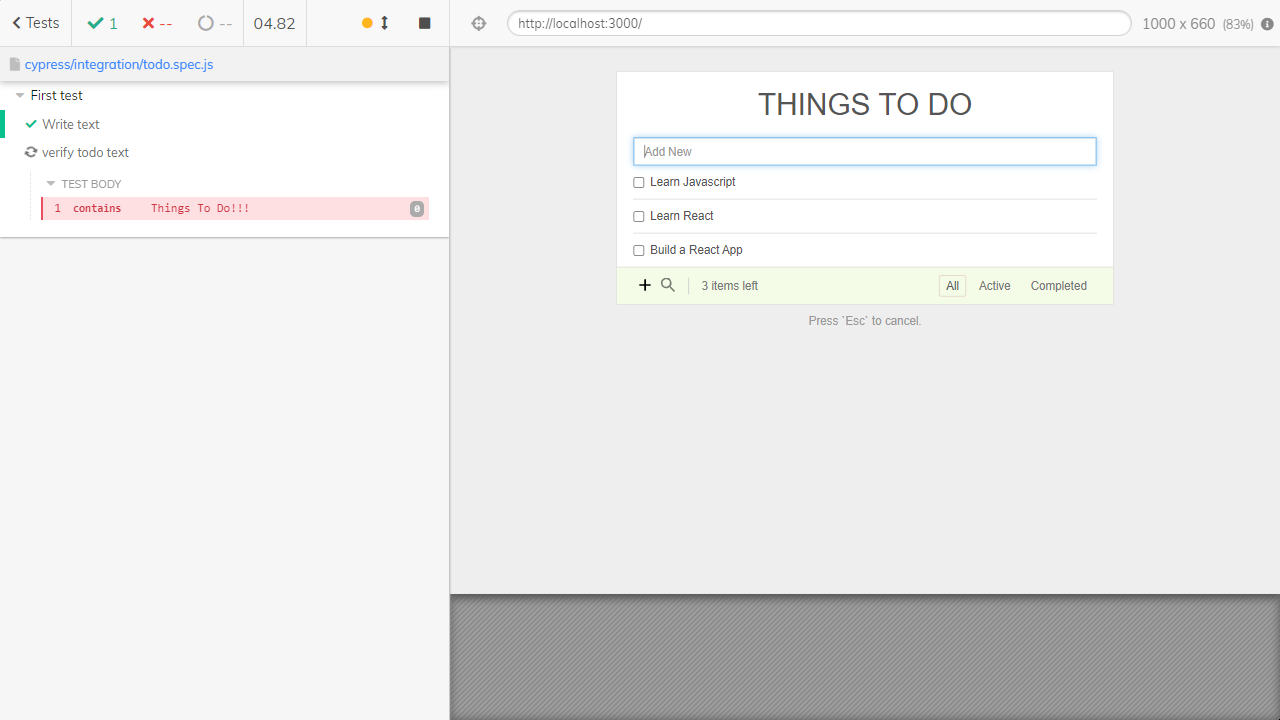 Tests 1 -- -- 04.82 http://localhost:3000/ 1000 x 660 (83%)
cypress/integration/todo.spec.js
First test
Write text
verify todo text
TEST BODY
1 contains Things To Do!!! 0
THINGS TO DO
Add New
Learn Javascript
Learn React
Build a React App
3 items left All Active Completed
Press `Esc` to cancel.